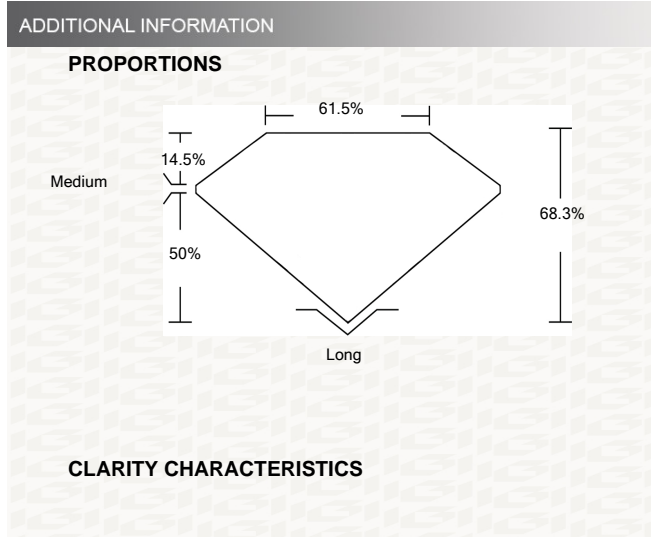 ADDITIONAL INFORMATION
PROPORTIONS
61.5%
14.5%
Medium
68.3%
50%
Long
CLARITY CHARACTERISTICS